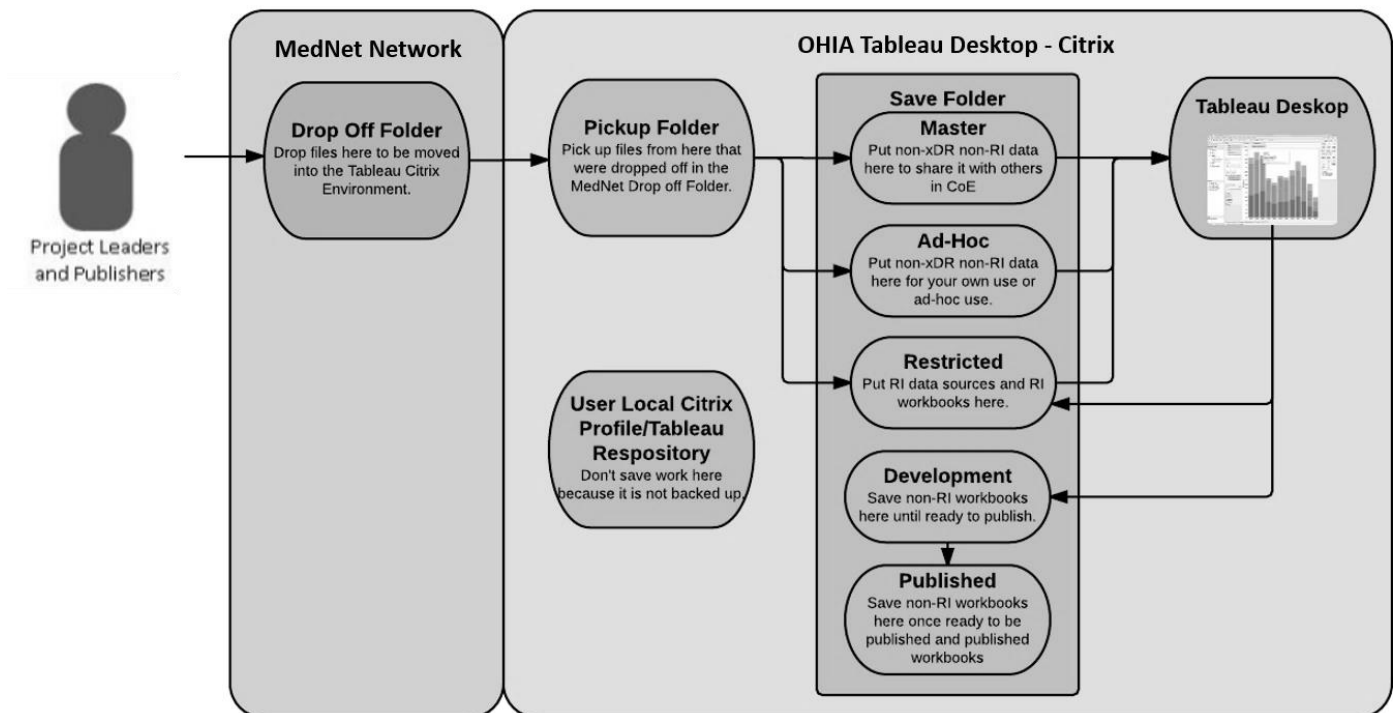 MedNet Network
OHIA Tableau Desktop - Citrix
Project Leaders
and Publishers
Drop Off Folder
Drop files here to be moved
into the Tableau Citrix
Environment.
Pickup Folder
Pick up files from here that
were dropped off in the
MedNet Drop off Folder.
User Local Citrix
Profile/Tableau
Respository
Don't save work here
because it is not backed up.
Save Folder
Master
Put non-xDR non-RI data
here to share it with others
in CoE
Ad-Hoc
Put non-xDR non-RI data
here for your own use or
ad-hoc use.
Restricted
Put RI data sources and RI
workbooks here.
Development
Save non-RI workbooks
here until ready to publish.
Published
Save non-RI workbooks
here once ready to be
published and published
workbooks
Tableau Deskop